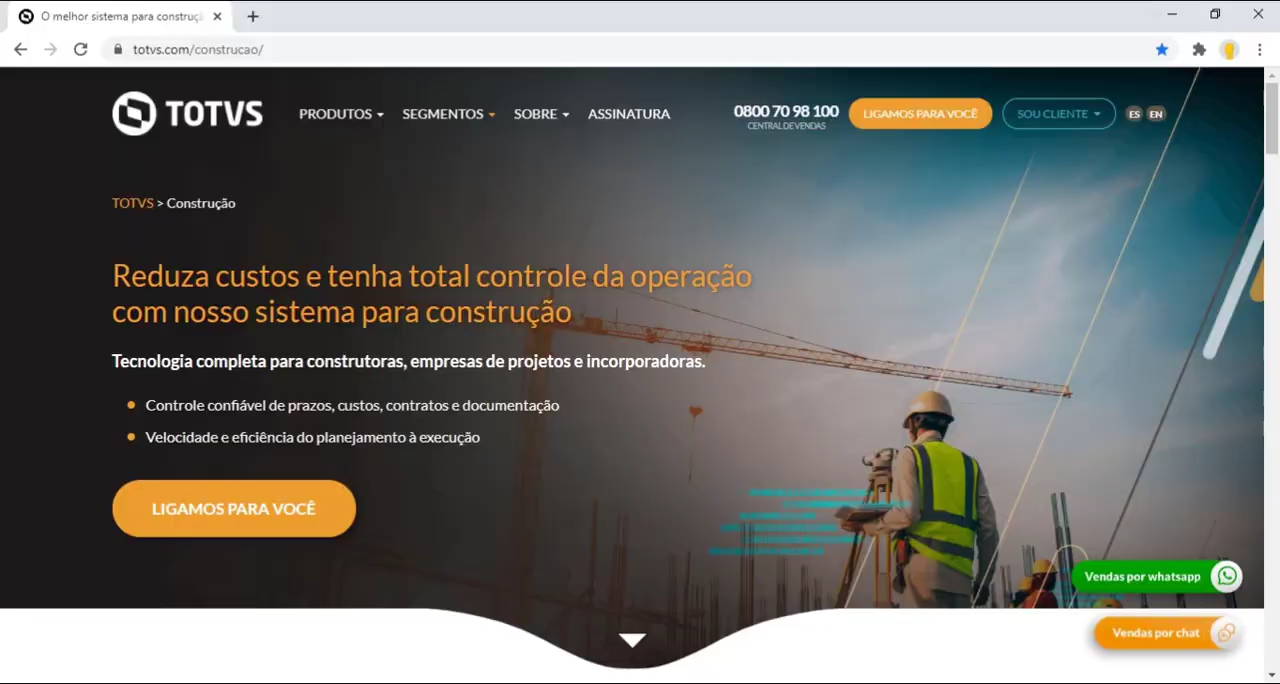 O melhor sistema para construçã
totvs.com/construcao/
TOTVS
PRODUTOS
SEGMENTOS
SOBRE
ASSINATURA
0800 70 98 100
CENTRAL DE VENDAS
LIGAMOS PARA VOCÊ
SOU CLIENTE
ES
EN
TOTVS > Construção
Reduza custos e tenha total controle da operação
com nosso sistema para construção
Tecnologia completa para construtoras, empresas de projetos e incorporadoras.
Controle confiável de prazos, custos, contratos e documentação
Velocidade e eficiência do planejamento à execução
LIGAMOS PARA VOCÊ
Vendas por whatsapp
Vendas por chat